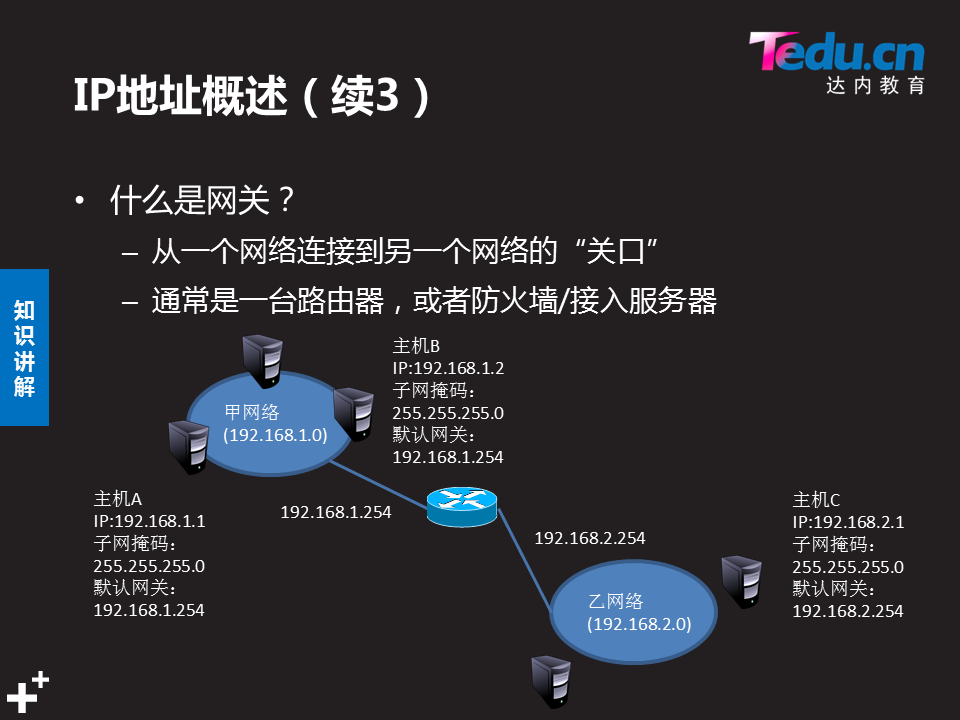 Tedu.cn
达内教育
IP地址概述（续3）
• 什么是网关？
– 从一个网络连接到另一个网络的“关口”
– 通常是一台路由器，或者防火墙/接入服务器
知
识
讲
解
主机B
IP:192.168.1.2
子网掩码：
255.255.255.0
默认网关：
192.168.1.254
甲网络
(192.168.1.0)
主机A
IP:192.168.1.1
子网掩码：
255.255.255.0
默认网关：
192.168.1.254
192.168.1.254
192.168.2.254
主机C
IP:192.168.2.1
子网掩码：
255.255.255.0
默认网关：
192.168.2.254
乙网络
(192.168.2.0)